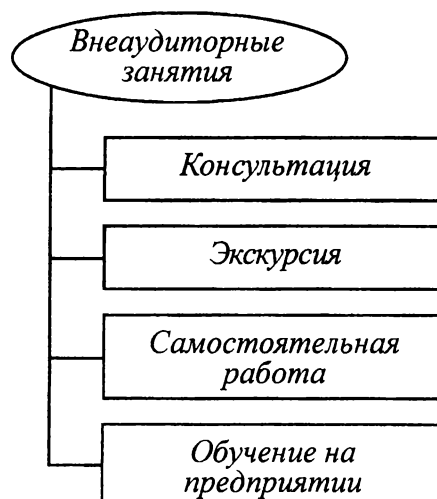 Внеаудиторные
занятия
Консультация
Экскурсия
Самостоятельная
работа
Обучение на
предприятии